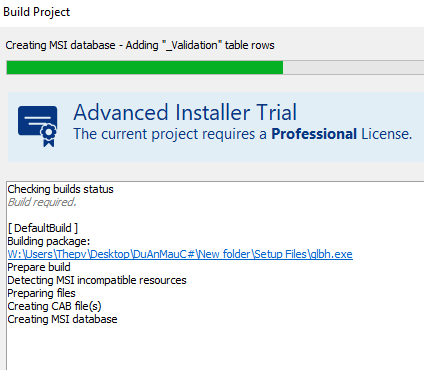 Build Project
Creating MSI database - Adding "_Validation" table rows
Advanced Installer Trial
The current project requires a Professional License.
Checking builds status
Build required.
[ DefaultBuild ]
Building package:
W:\Users\Thepv\Desktop\DuAnMauC#\New folder\Setup Files\qlbh.exe
Prepare build
Detecting MSI incompatible resources
Preparing files
Creating CAB file(s)
Creating MSI database